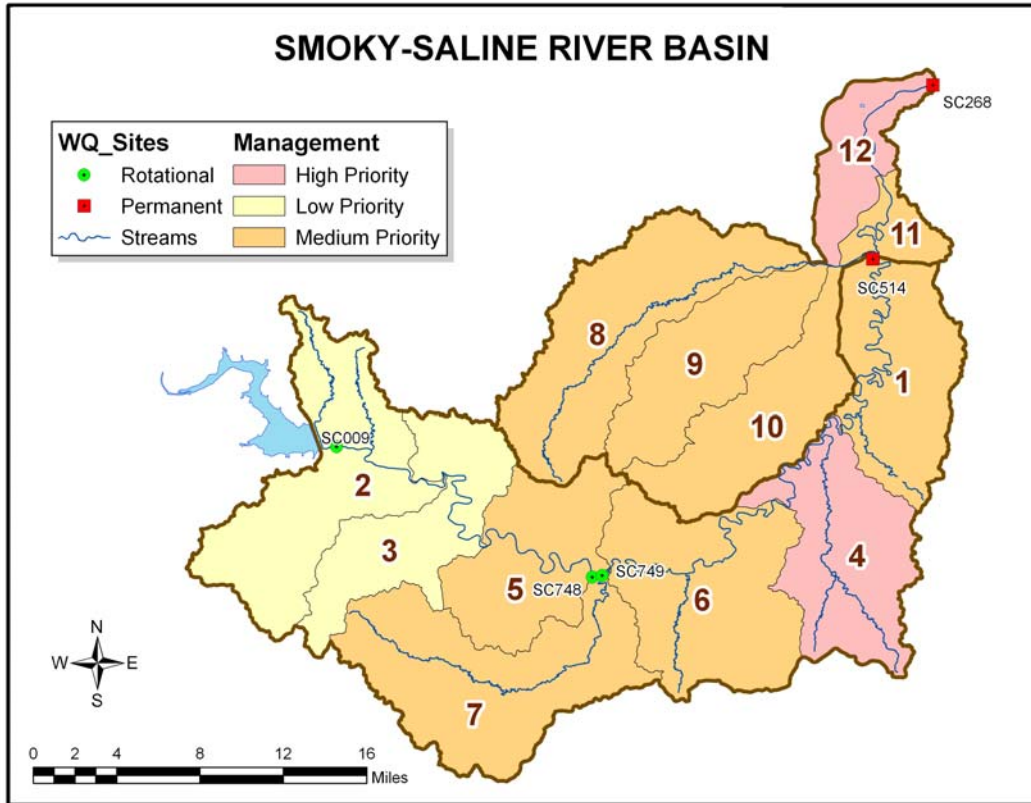 SMOKY-SALINE RIVER BASIN
SC268
WQ_Sites Management
Rotational High Priority
Permanent Low Priority
Streams Medium Priority
12
11
SC514
8
9
1
10
SC009
2
3
4
5
SC748
SC749
6
7
N
W E
S
0 2 4 8 12 16
Miles